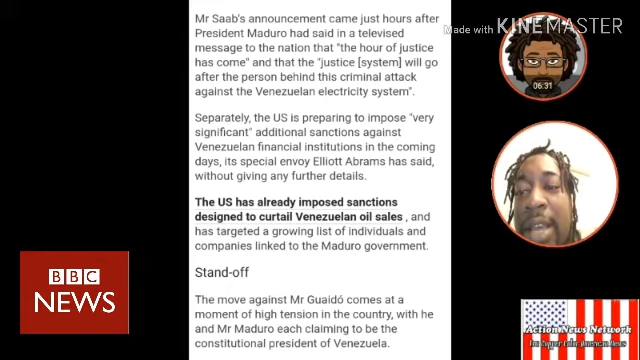 Mr Saab's announcement came just hours after
President Maduro had said in a televised
message to the nation that "the hour of justice
has come" and that the "justice [system] will go
after the person behind this criminal attack
against the Venezuelan electricity system".
Separately, the US is preparing to impose "very
significant" additional sanctions against
Venezuelan financial institutions in the coming
days, its special envoy Elliott Abrams has said,
without giving any further details.
The US has already imposed sanctions
designed to curtail Venezuelan oil sales , and
has targeted a growing list of individuals and
companies linked to the Maduro government.
Stand-off
The move against Mr Guaidó comes at a
moment of high tension in the country, with he
and Mr Maduro each claiming to be the
constitutional president of Venezuela.
Made with KINEMASTER
06:31
BBC
NEWS
Action News Network